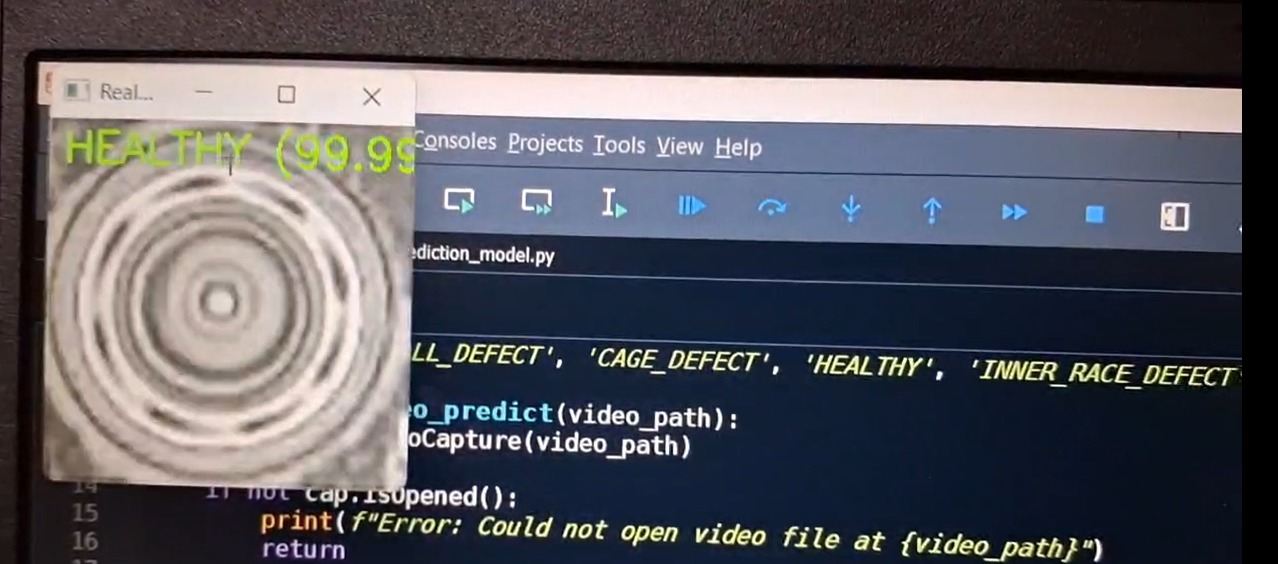 Real...
HEALTHY (99.99
Consoles Projects Tools View Help
ediction_model.py
LL_DEFECT', 'CAGE_DEFECT', 'HEALTHY', 'INNER_RACE_DEFECT'
eo_predict(video_path):
oCapture(video_path)
14 if not cap.isOpened():
15 print(f"Error: Could not open video file at {video_path}")
16 return